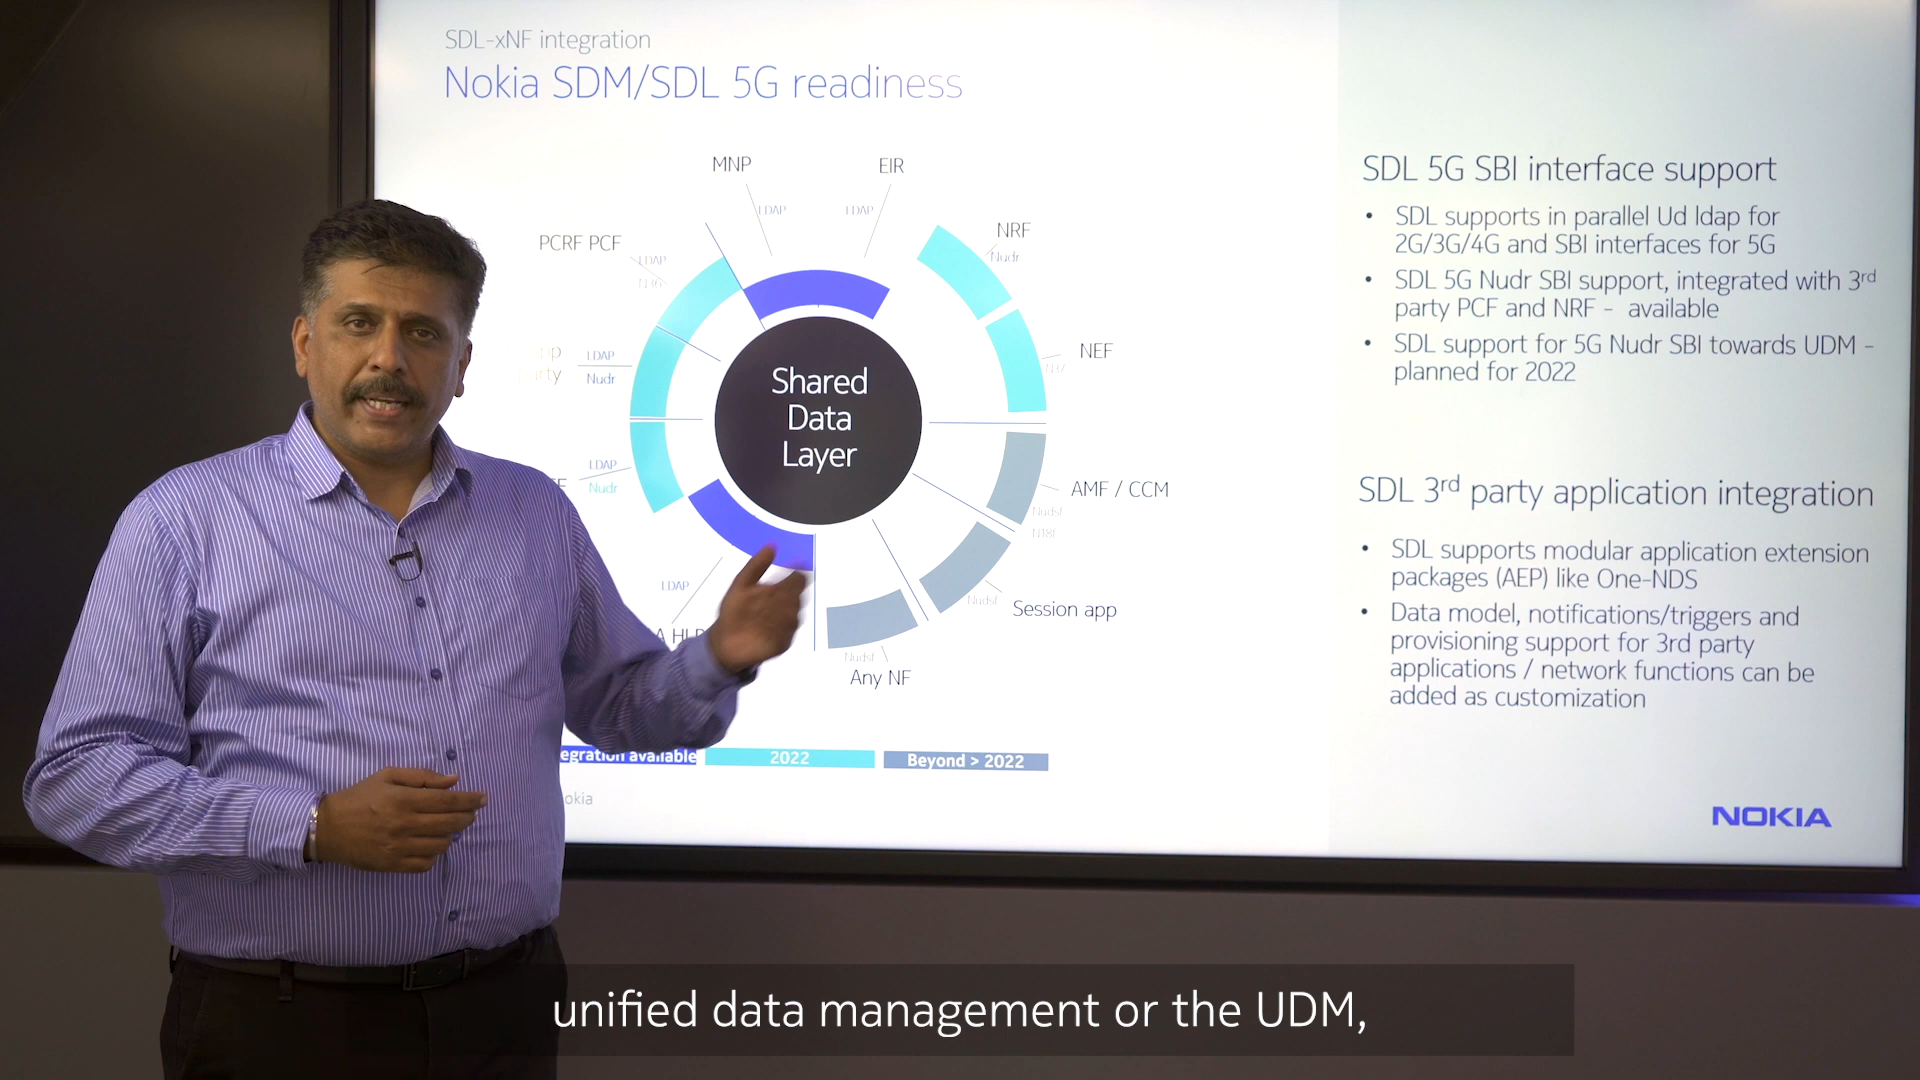 SDL-xNF integration
Nokia SDM/SDL 5G readiness
MNP
EIR
LDAP
LDAP
PCRF PCF
LDAP
N36
NRF
Nudr
LDAP
Nudr
NEF
N37
Shared
Data
Layer
LDAP
Nudr
AMF / CCM
Nudsf
N18f
LDAP
Nudsf
Session app
Nudsf
Any NF
egration available
2022
Beyond > 2022
okia
SDL 5G SBI interface support
• SDL supports in parallel Ud ldap for
2G/3G/4G and SBI interfaces for 5G
• SDL 5G Nudr SBI support, integrated with 3rd
party PCF and NRF - available
• SDL support for 5G Nudr SBI towards UDM -
planned for 2022
SDL 3rd party application integration
• SDL supports modular application extension
packages (AEP) like One-NDS
• Data model, notifications/triggers and
provisioning support for 3rd party
applications / network functions can be
added as customization
NOKIA
unified data management or the UDM,